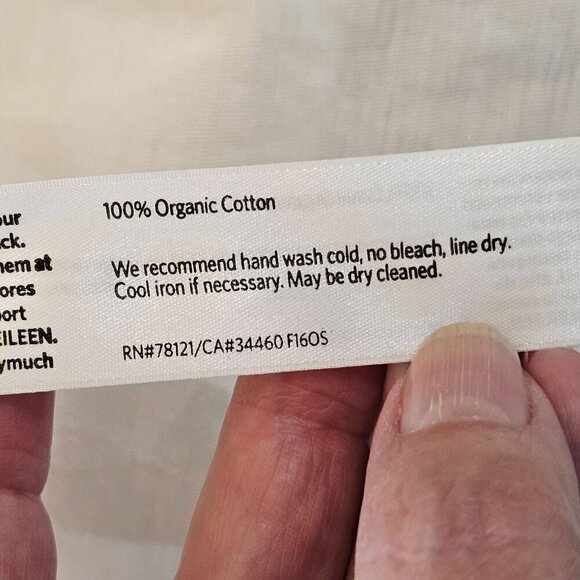 our
ck.
hem at
ores
port
EILEEN.
ymuch
100% Organic Cotton
We recommend hand wash cold, no bleach, line dry.
Cool iron if necessary. May be dry cleaned.
RN#78121/CA#34460 F16OS